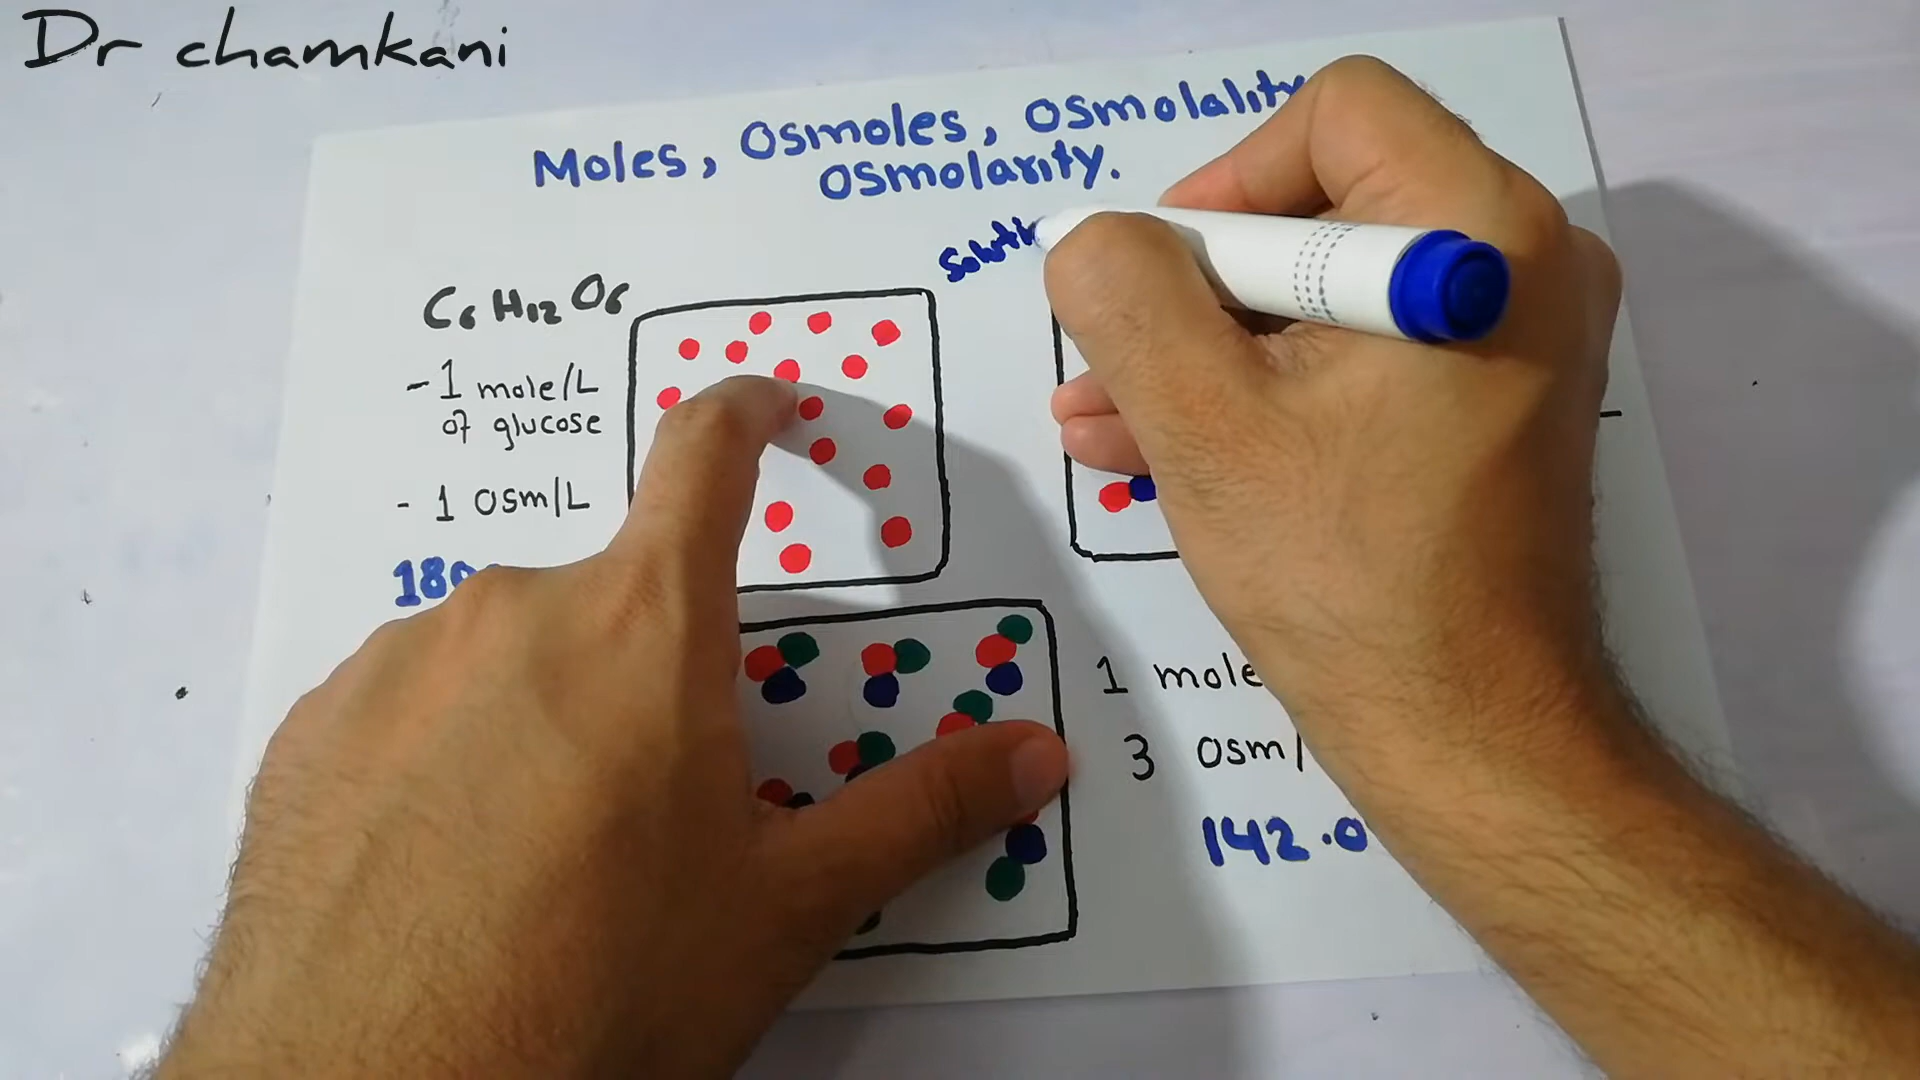 Dr chamkani
Moles, Osmoles, Osmolality
Osmolarity.
C₆ H₁₂ O₆
- 1 mole/L
of glucose
- 1 Osm/L
180
1 mole
3 Osm/
142.0